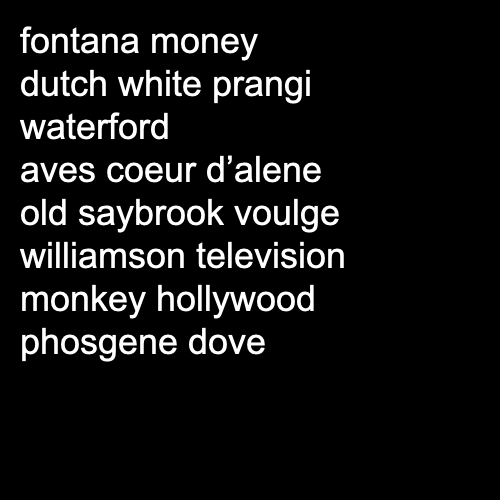 fontana money
dutch white prangi
waterford
aves coeur d’alene
old saybrook voulge
williamson television
monkey hollywood
phosgene dove